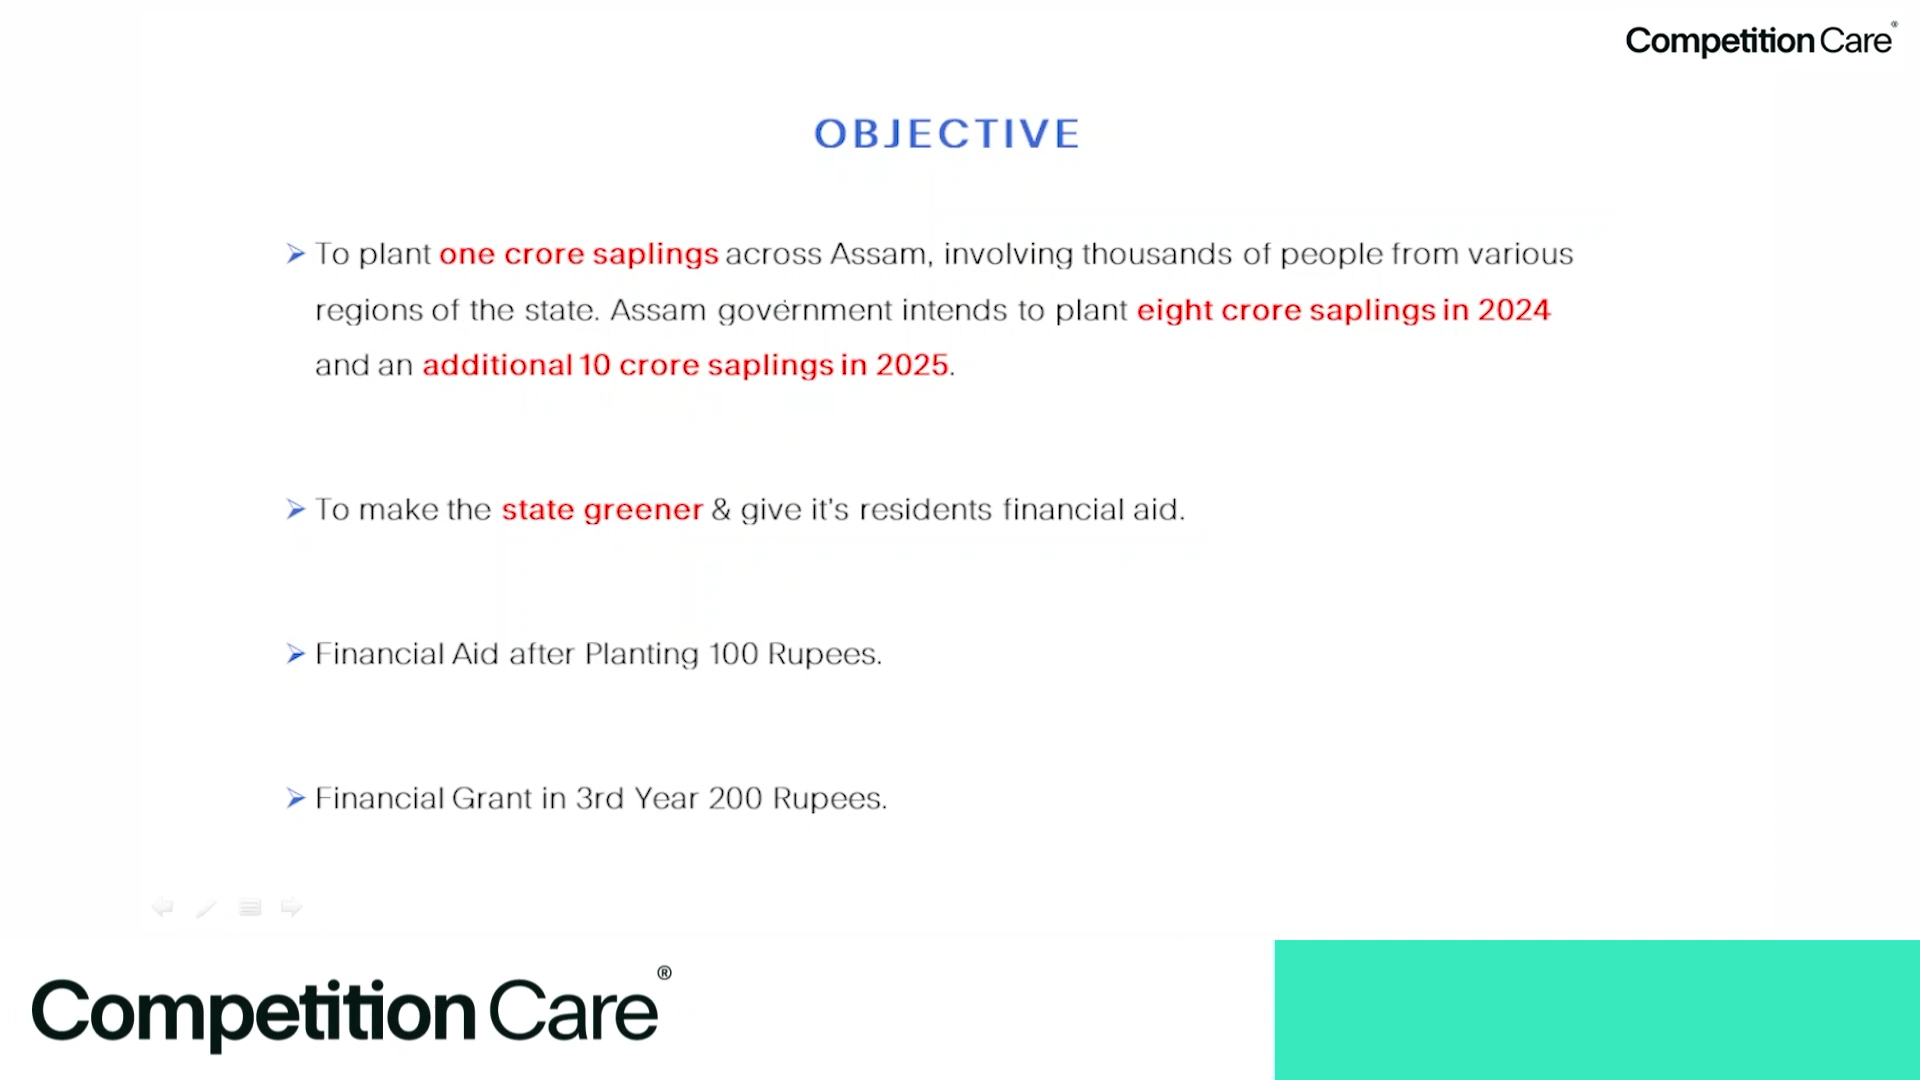 Competition Care®
OBJECTIVE
➢ To plant one crore saplings across Assam, involving thousands of people from various
regions of the state. Assam government intends to plant eight crore saplings in 2024
and an additional 10 crore saplings in 2025.
➢ To make the state greener & give it's residents financial aid.
➢ Financial Aid after Planting 100 Rupees.
➢ Financial Grant in 3rd Year 200 Rupees.
Competition Care®